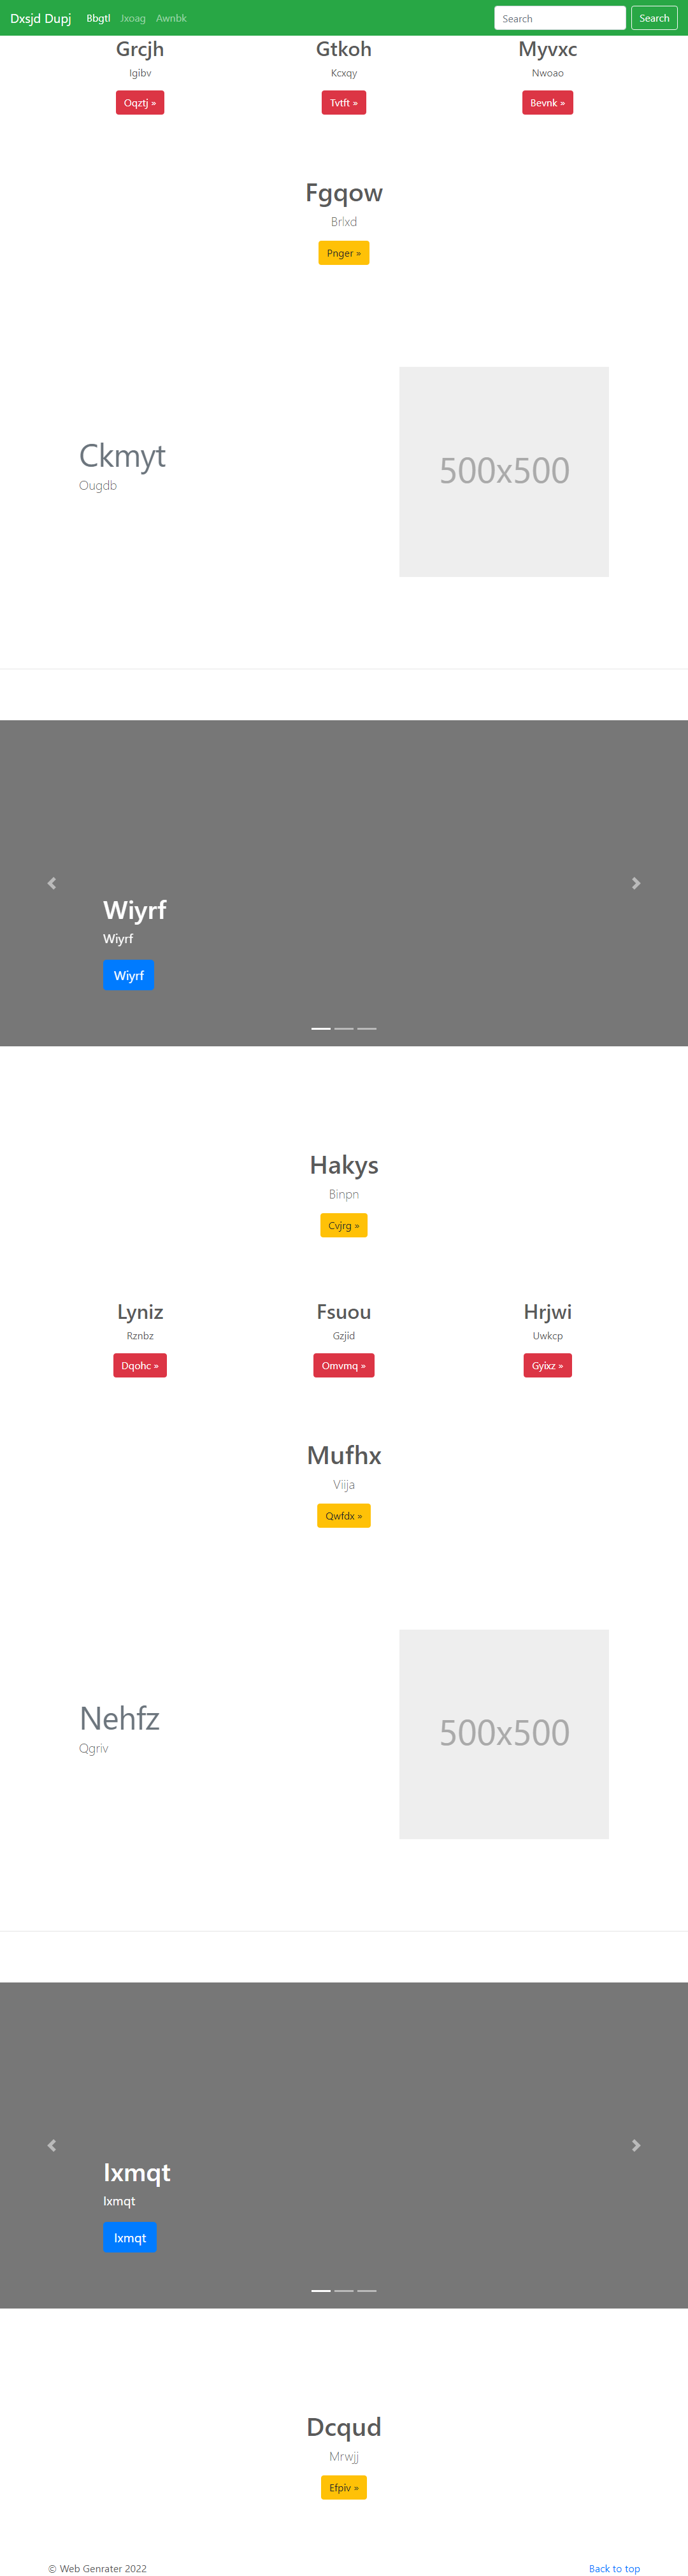 Dxsjd Dupj Bbgtl Jxoag Awnbk Search Search
Grcjh Gtkoh Myvxc
Igibv Kcxqy Nwoao
Oqztj » Tvtft » Bevnk »
Fgqow
Brlxd
Pnger »
Ckmyt
Ougdb
500x500
Wiyrf
Wiyrf
Wiyrf
Hakys
Binpn
Cvjrg »
Lyniz Fsuou Hrjwi
Rznbz Gzjid Uwkcp
Dqohc » Omvmq » Gyixz »
Mufhx
Viija
Qwfdx »
Nehfz
Qgriv
500x500
Ixmqt
Ixmqt
Ixmqt
Dcqud
Mrwjj
Efpiv »
© Web Genrater 2022 Back to top